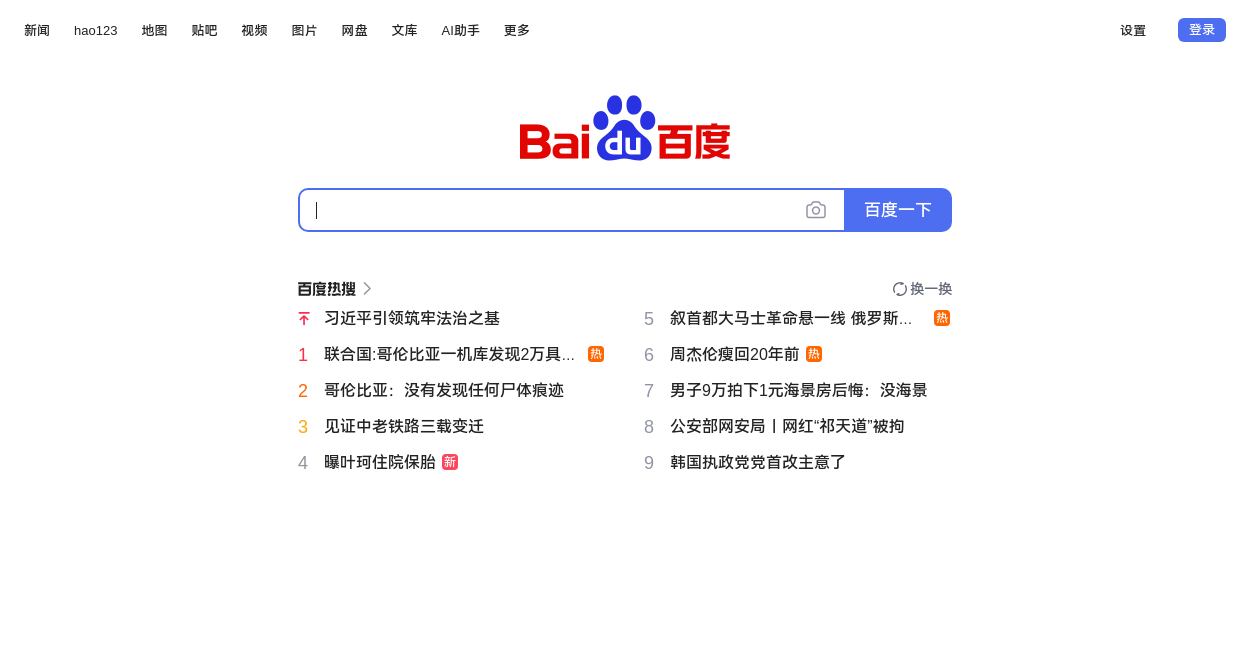 新闻 hao123 地图 贴吧 视频 图片 网盘 文库 AI助手 更多 设置 登录
Bai du 百度
百度一下
百度热搜 换一换
习近平引领筑牢法治之基
1 联合国:哥伦比亚一机库发现2万具... 热
2 哥伦比亚：没有发现任何尸体痕迹
3 见证中老铁路三载变迁
4 曝叶珂住院保胎 新
5 叙首都大马士革命悬一线 俄罗斯... 热
6 周杰伦瘦回20年前 热
7 男子9万拍下1元海景房后悔：没海景
8 公安部网安局丨网红“祁天道”被拘
9 韩国执政党党首改主意了